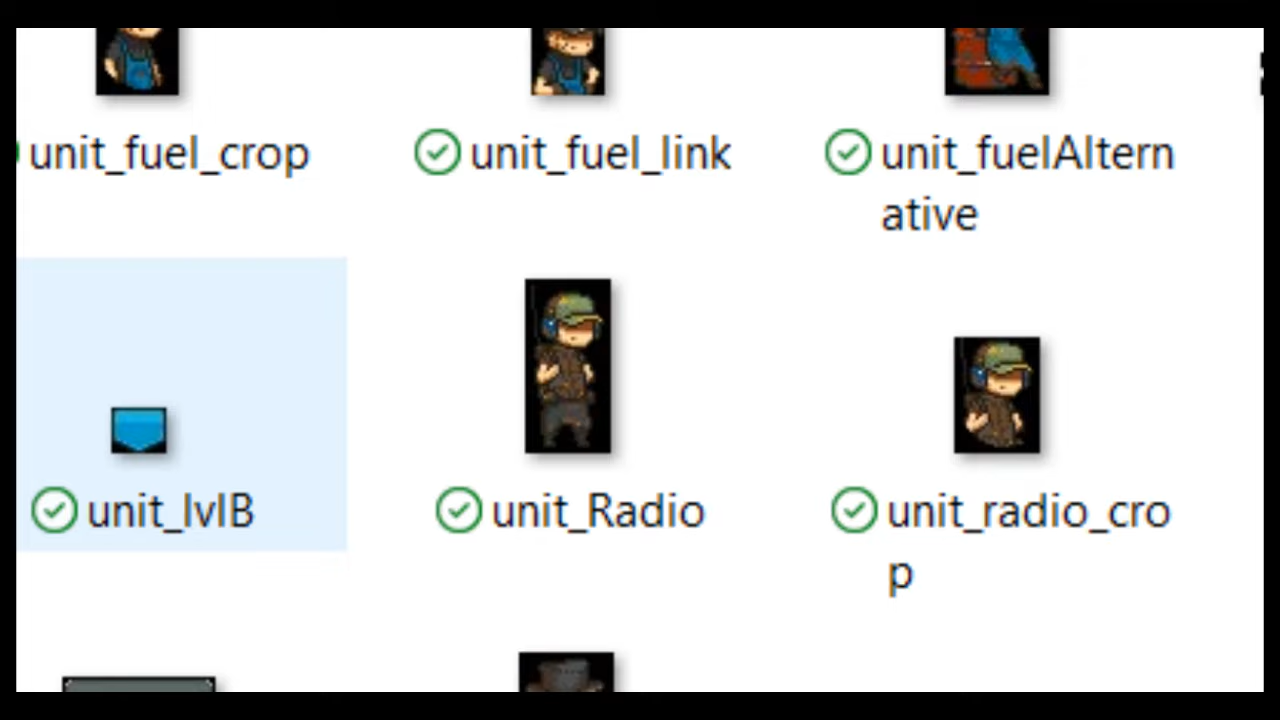 unit_fuel_crop
unit_fuel_link
unit_fuelAltern
ative
unit_lvlB
unit_Radio
unit_radio_cro
p